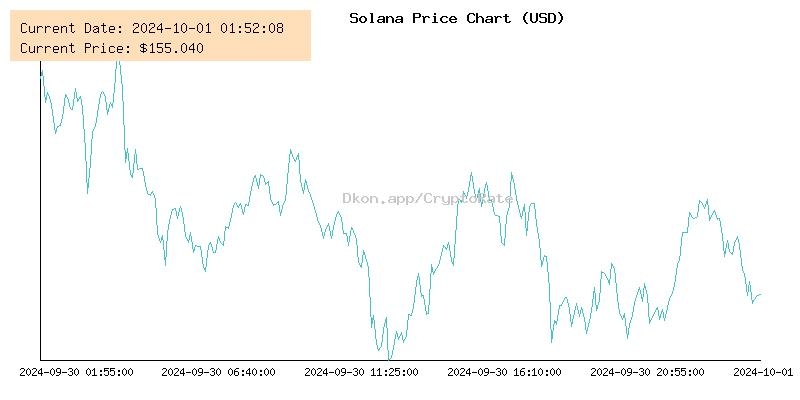 Solana Price Chart (USD)
Current Date: 2024-10-01 01:52:08
Current Price: $155.040
Dkon.app/CryptoRate
2024-09-30 01:55:00
2024-09-30 06:40:00
2024-09-30 11:25:00
2024-09-30 16:10:00
2024-09-30 20:55:00
2024-10-01